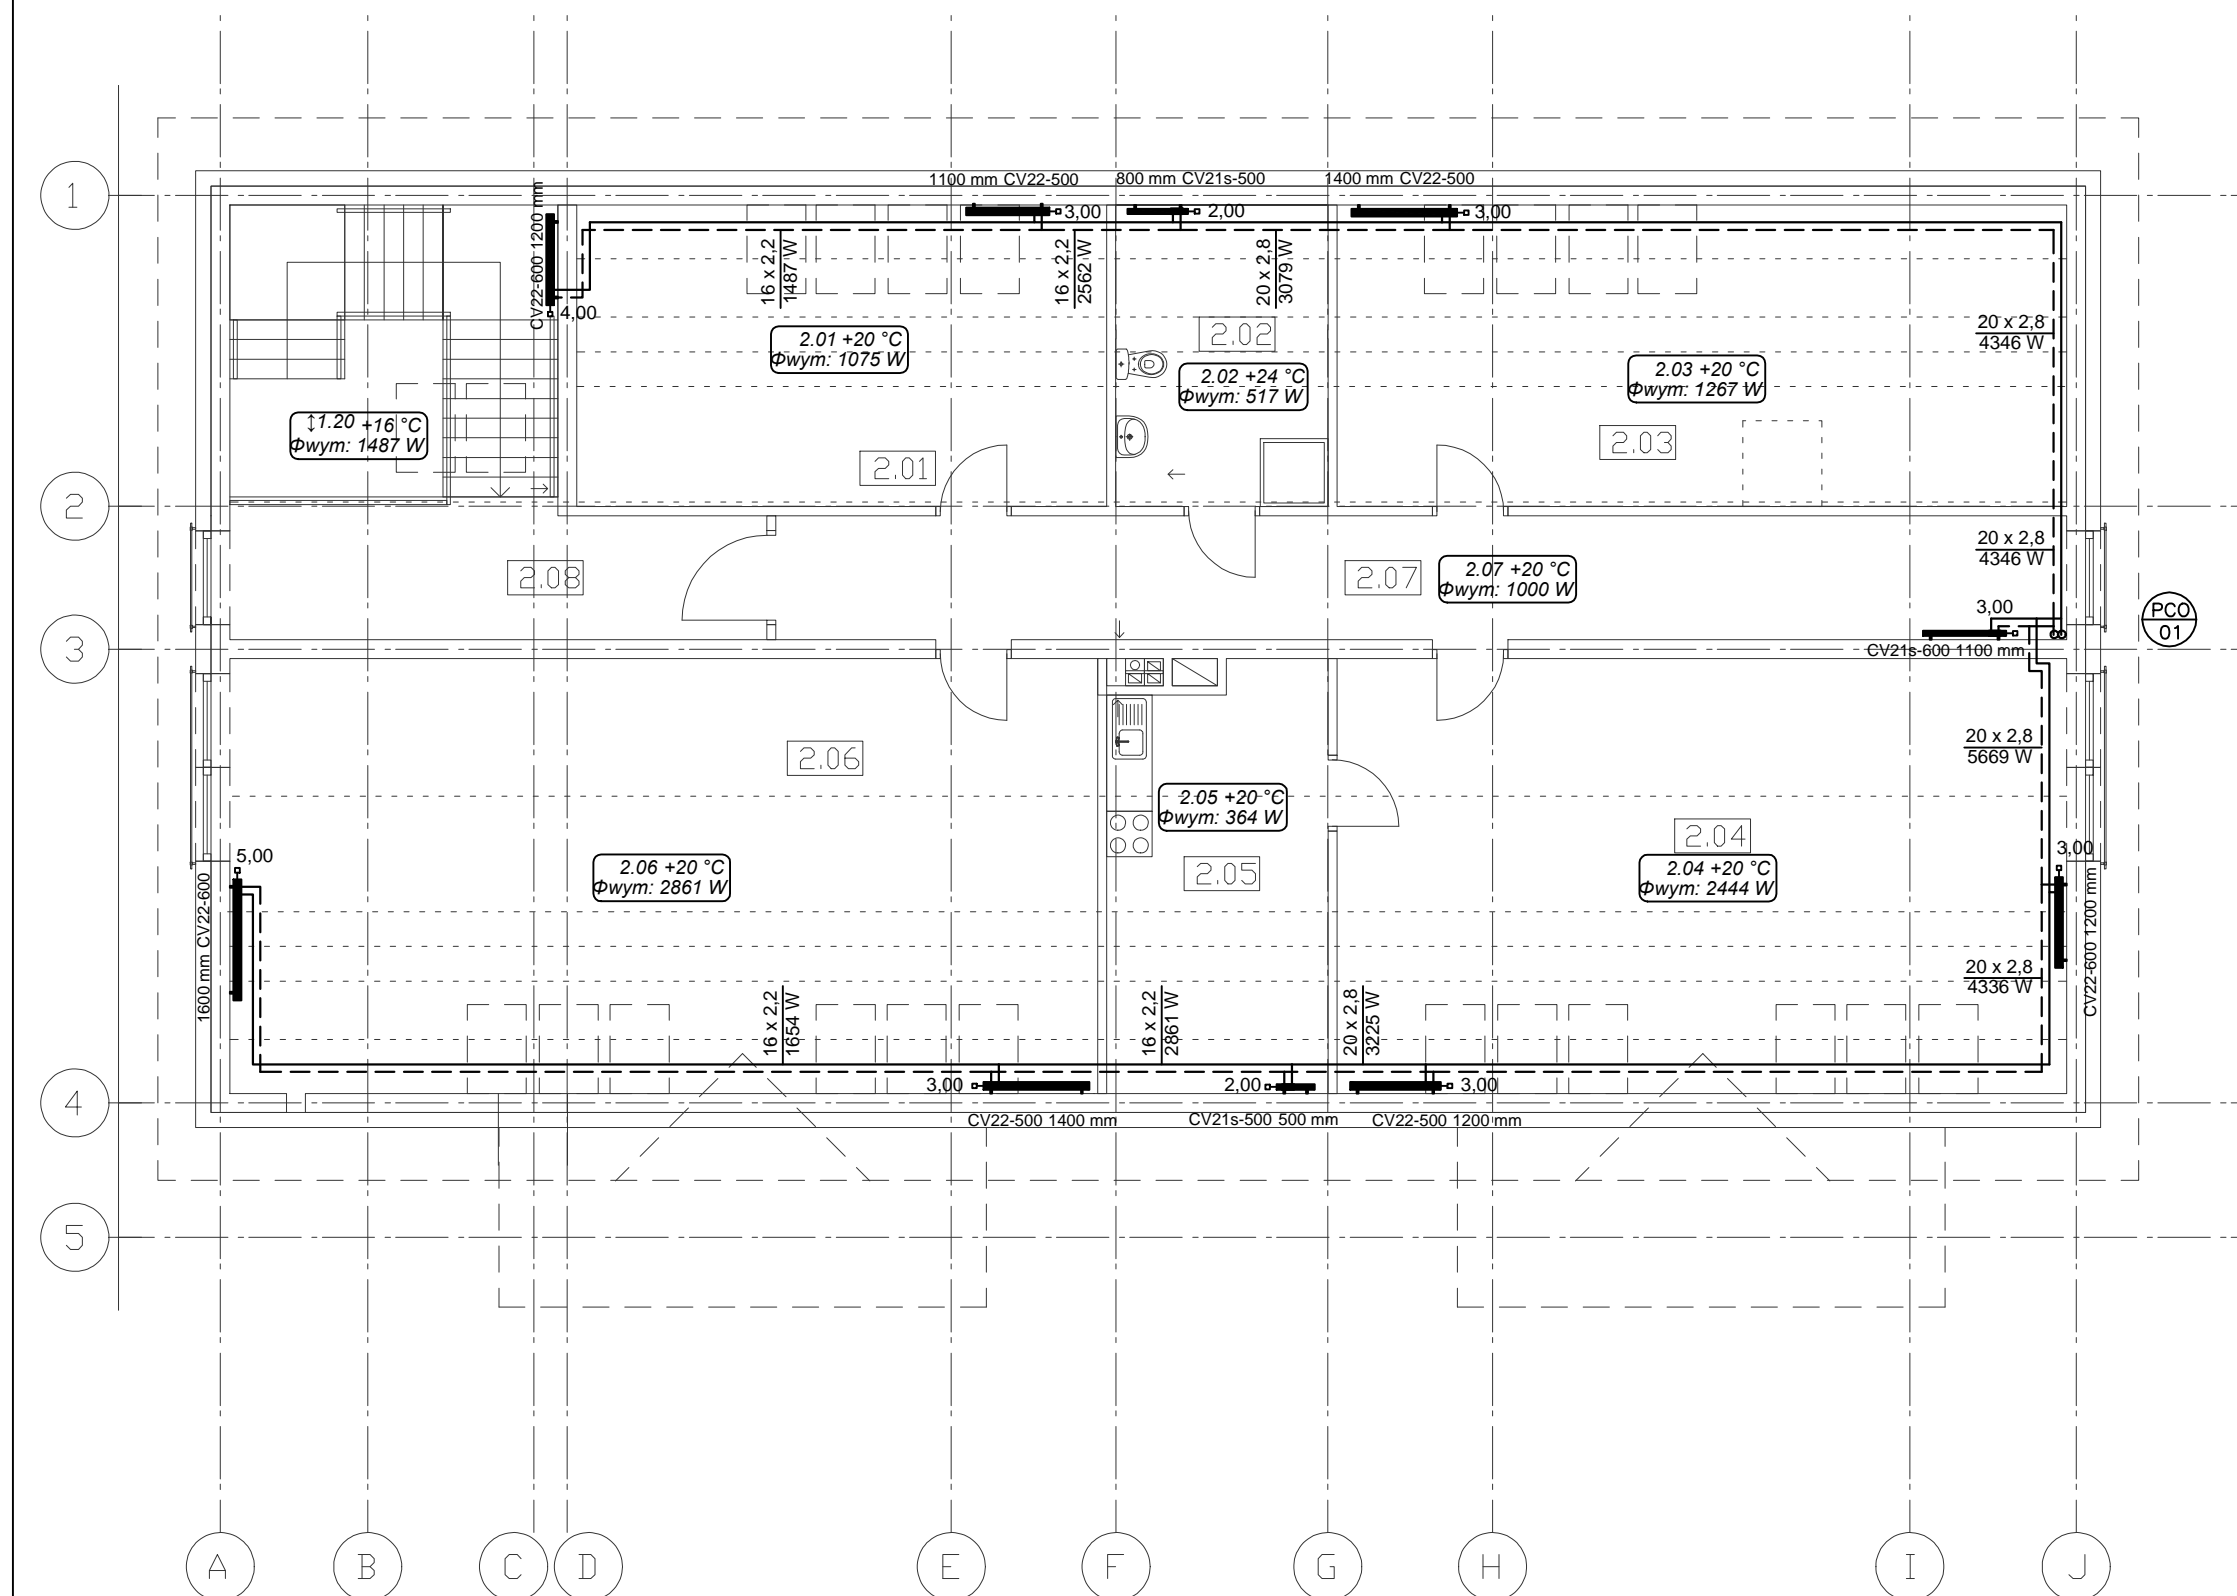 1100 mm CV22-500
800 mm CV21s-500
1400 mm CV22-500
1
CV22-600 1200 mm
3,00
2,00
3,00
4,00
16 x 2,2
1487 W
16 x 2,2
2562 W
20 x 2,8
3079 W
20 x 2,8
4346 W
2.01 +20 °C
Φwym: 1075 W
2.02
2.02 +24 °C
Φwym: 517 W
2.03 +20 °C
Φwym: 1267 W
↕1.20 +16 °C
Φwym: 1487 W
2.01
2.03
2
20 x 2,8
4346 W
2.08
2.07
2.07 +20 °C
Φwym: 1000 W
3,00
PCO
01
3
CV21s-600 1100 mm
2.06
20 x 2,8
5669 W
2.05 +20 °C
Φwym: 364 W
2.04
5,00
2.06 +20 °C
Φwym: 2861 W
2.05
2.04 +20 °C
Φwym: 2444 W
3,00
1600 mm CV22-600
CV22-600 1200 mm
20 x 2,8
4336 W
16 x 2,2
1654 W
16 x 2,2
2861 W
20 x 2,8
3225 W
3,00
2,00
3,00
4
CV22-500 1400 mm
CV21s-500 500 mm
CV22-500 1200 mm
5
A
B
C
D
E
F
G
H
I
J